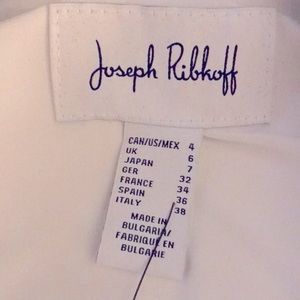 Joseph Ribkoff
CAN/US/MEX 4
UK 6
JAPAN 7
GER 32
FRANCE 34
SPAIN 36
ITALY 38
MADE IN
BULGARIA/
FABRIQUE EN
BULGARIE